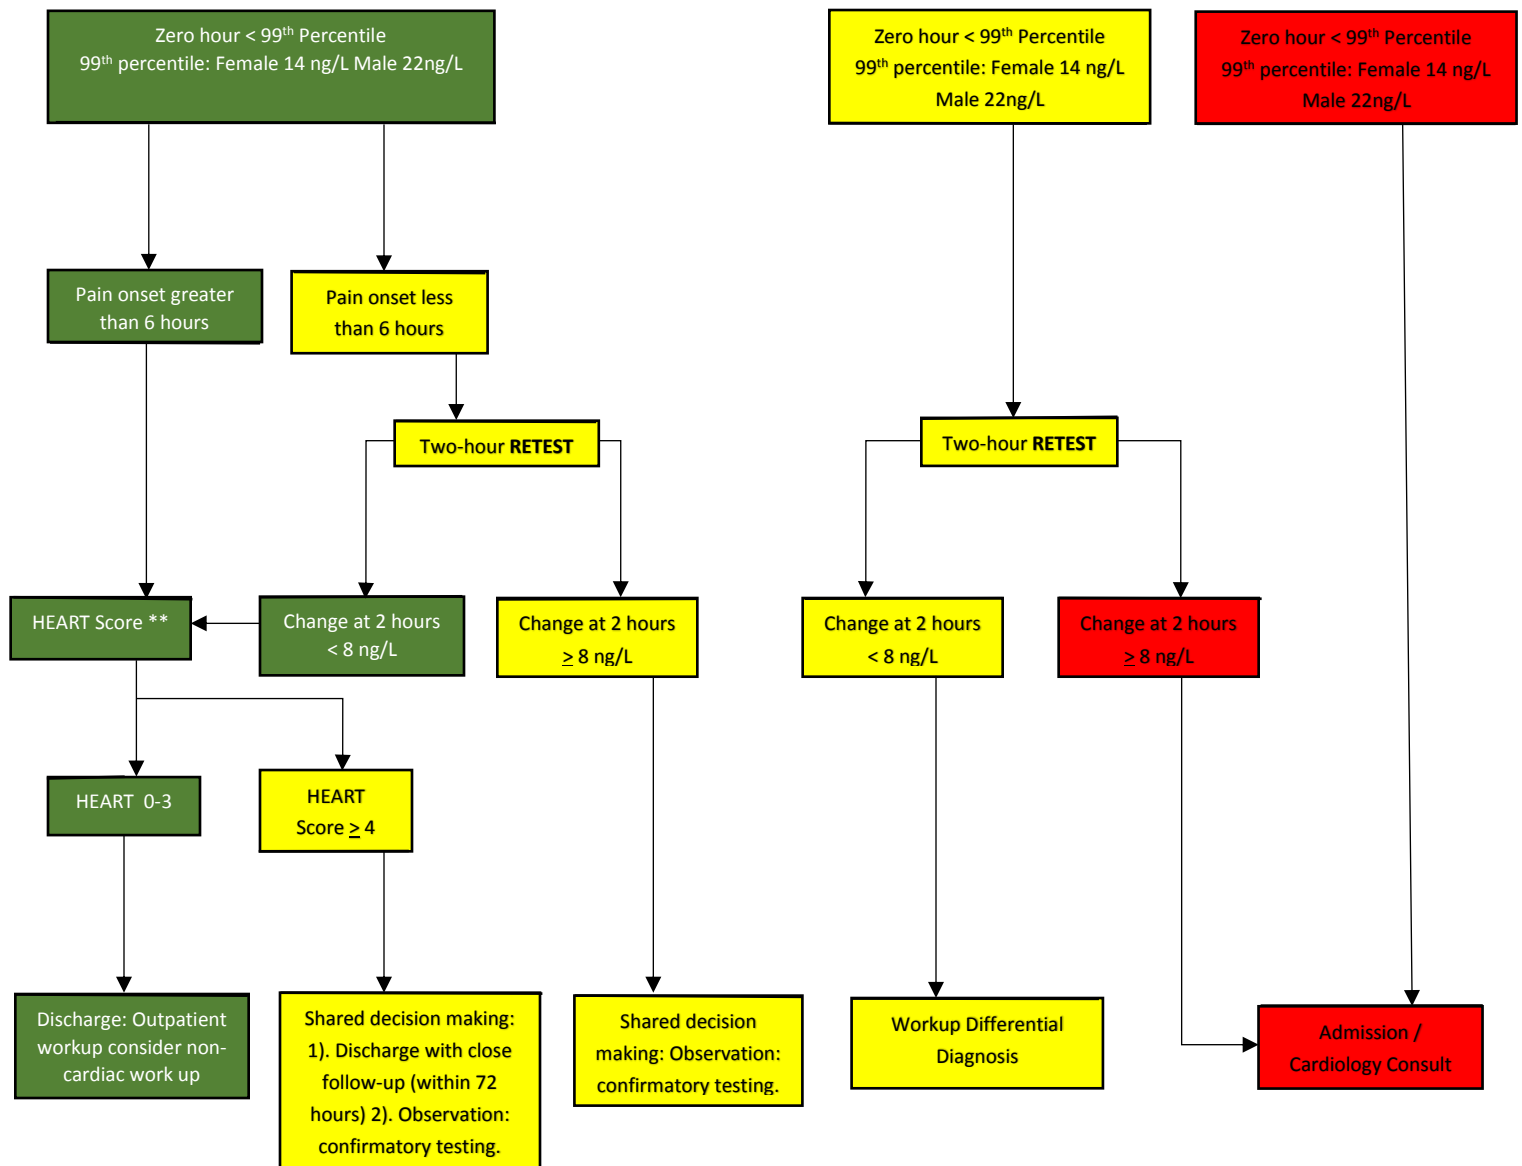 Zero hour < 99th Percentile
99th percentile: Female 14 ng/L Male 22ng/L
Zero hour < 99th Percentile
99th percentile: Female 14 ng/L
Male 22ng/L
Zero hour < 99th Percentile
99th percentile: Female 14 ng/L
Male 22ng/L
Pain onset greater
than 6 hours
Pain onset less
than 6 hours
Two-hour RETEST
Two-hour RETEST
HEART Score **
Change at 2 hours
< 8 ng/L
Change at 2 hours
≥ 8 ng/L
Change at 2 hours
< 8 ng/L
Change at 2 hours
≥ 8 ng/L
HEART 0-3
HEART
Score ≥ 4
Discharge: Outpatient
workup consider non-
cardiac work up
Shared decision making:
1). Discharge with close
follow-up (within 72
hours) 2). Observation:
confirmatory testing.
Shared decision
making: Observation:
confirmatory testing.
Workup Differential
Diagnosis
Admission /
Cardiology Consult